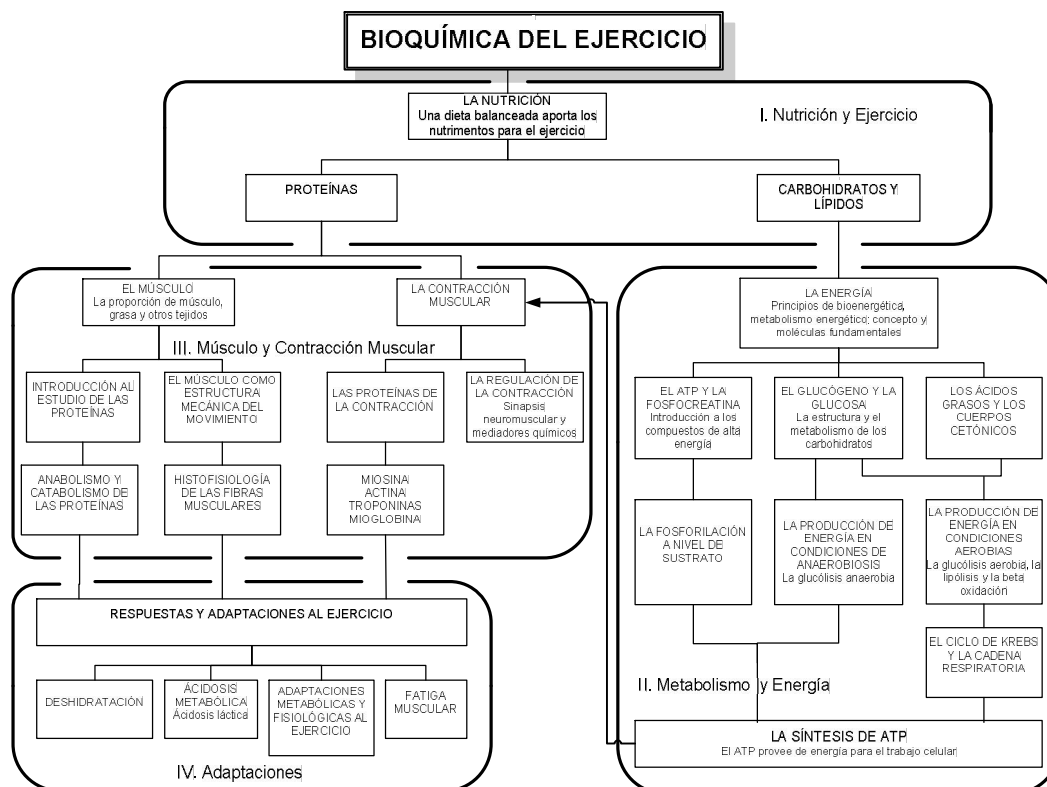 BIOQUÍMICA DEL EJERCICIO
LA NUTRICIÓN
Una dieta balanceada aporta los
nutrimentos para el ejercicio
I. Nutrición y Ejercicio
PROTEÍNAS
CARBOHIDRATOS Y
LÍPIDOS
EL MÚSCULO
La proporción de músculo,
grasa y otros tejidos
LA CONTRACCIÓN
MUSCULAR
III. Músculo y Contracción Muscular
INTRODUCCIÓN AL
ESTUDIO DE LAS
PROTEÍNAS
EL MÚSCULO COMO
ESTRUCTURA
MECÁNICA DEL
MOVIMIENTO
LAS PROTEÍNAS DE
LA CONTRACCIÓN
LA REGULACIÓN DE
LA CONTRACCIÓN
Sinapsis
neuromuscular y
mediadores químicos
ANABOLISMO Y
CATABOLISMO DE
LAS PROTEÍNAS
HISTOFISIOLOGÍA
DE LAS FIBRAS
MUSCULARES
MIOSINA
ACTINA
TROPONINAS
MIOGLOBINA
LA ENERGÍA
Principios de bioenergética,
metabolismo energético; concepto y
moléculas fundamentales
EL ATP Y LA
FOSFOCREATINA
Introducción a los
compuestos de alta
energía
EL GLUCÓGENO Y LA
GLUCOSA
La estructura y el
metabolismo de los
carbohidratos
LOS ÁCIDOS
GRASOS Y LOS
CUERPOS
CETÓNICOS
LA FOSFORILACIÓN
A NIVEL DE
SUSTRATO
LA PRODUCCIÓN DE
ENERGÍA EN
CONDICIONES DE
ANAEROBIOSIS
La glucólisis anaerobia
LA PRODUCCIÓN DE
ENERGÍA EN
CONDICIONES
AEROBIAS
La glucólisis aerobia, la
lipólisis y la beta
oxidación
EL CICLO DE KREBS
Y LA CADENA
RESPIRATORIA
II. Metabolismo y Energía
LA SÍNTESIS DE ATP
El ATP provee de energía para el trabajo celular
RESPUESTAS Y ADAPTACIONES AL EJERCICIO
DESHIDRATACIÓN
ÁCIDOSIS
METABÓLICA
Ácidosis láctica
ADAPTACIONES
METABÓLICAS Y
FISIOLÓGICAS AL
EJERCICIO
FATIGA
MUSCULAR
IV. Adaptaciones